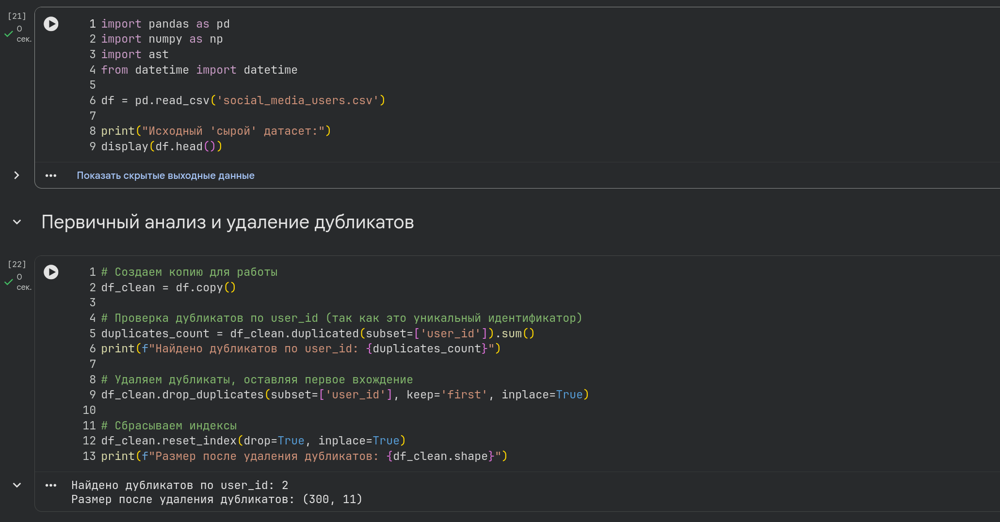 [21]
0
сек.
1 import pandas as pd
2 import numpy as np
3 import ast
4 from datetime import datetime
5
6 df = pd.read_csv('social_media_users.csv')
7
8 print("Исходный 'сырой' датасет:")
9 display(df.head())
Показать скрытые выходные данные
Первичный анализ и удаление дубликатов
[22]
0
сек.
1 # Создаем копию для работы
2 df_clean = df.copy()
3
4 # Проверка дубликатов по user_id (так как это уникальный идентификатор)
5 duplicates_count = df_clean.duplicated(subset=['user_id']).sum()
6 print(f"Найдено дубликатов по user_id: {duplicates_count}")
7
8 # Удаляем дубликаты, оставляя первое вхождение
9 df_clean.drop_duplicates(subset=['user_id'], keep='first', inplace=True)
10
11 # Сбрасываем индексы
12 df_clean.reset_index(drop=True, inplace=True)
13 print(f"Размер после удаления дубликатов: {df_clean.shape}")
Найдено дубликатов по user_id: 2
Размер после удаления дубликатов: (300, 11)